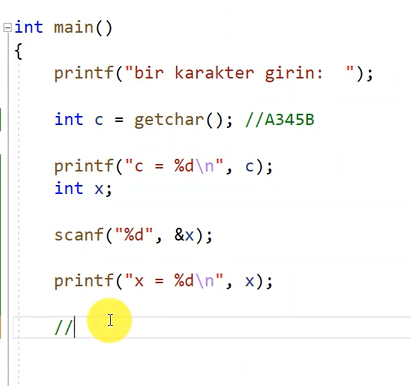 int main()
{
printf("bir karakter girin:  ");
int c = getchar(); //A345B
printf("c = %d\n", c);
int x;
scanf("%d", &x);
printf("x = %d\n", x);
//